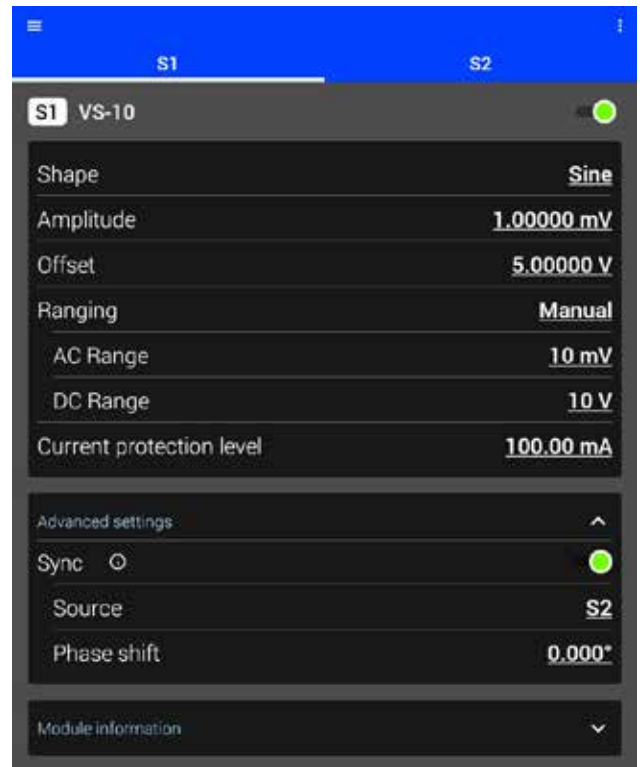 S1 S2
S1 VS-10
Shape Sine
Amplitude 1.00000 mV
Offset 5.00000 V
Ranging Manual
AC Range 10 mV
DC Range 10 V
Current protection level 100.00 mA
Advanced settings
Sync
Source S2
Phase shift 0.000°
Module information